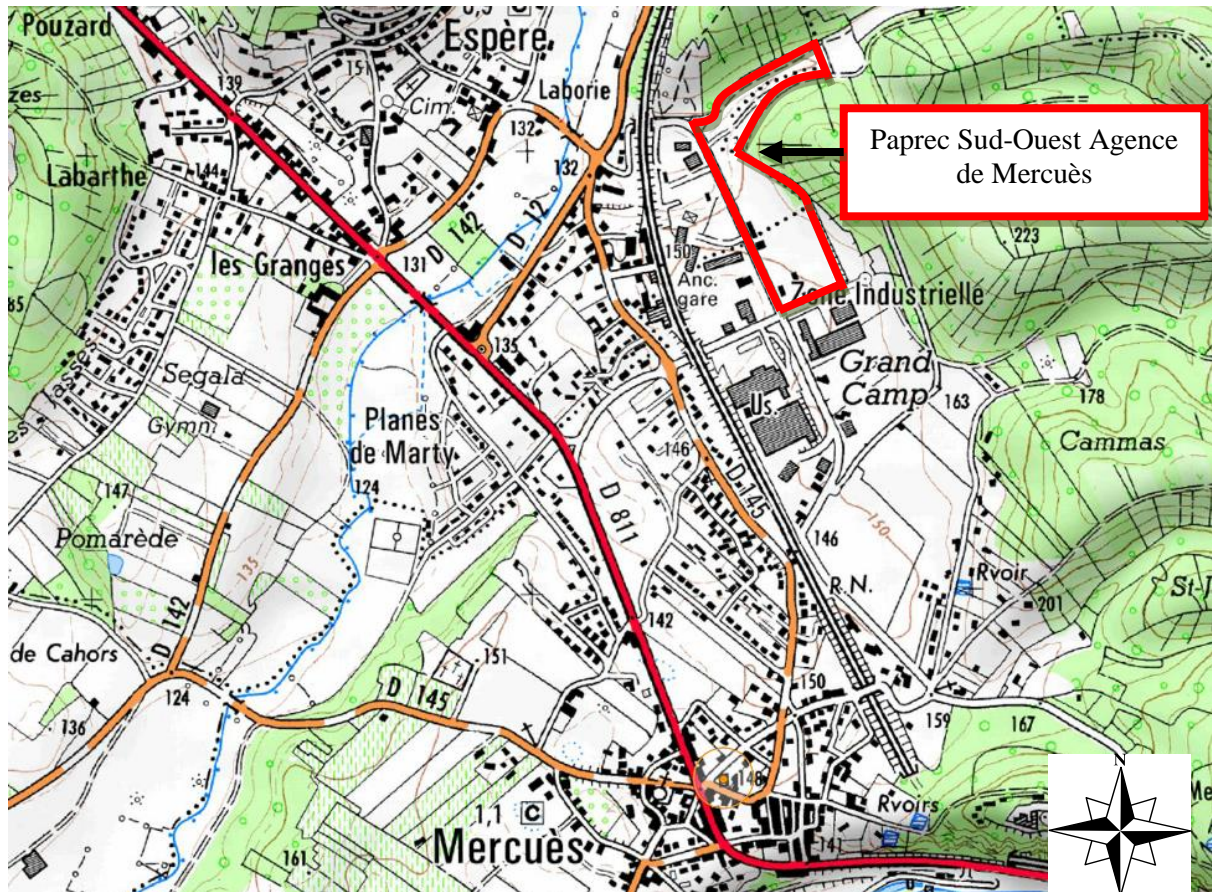 Pouzard
Espère
Laborie
139
151
Cim.
132
132
Paprec Sud-Ouest Agence
de Mercuès
Labarthe
144
D 142
D 12
les Granges
131
150
Anc.
gare
223
Zone Industrielle
135
Segala
Gymn.
Grand
Camp
Us.
163
178
Planes
de Marty
124
146
D 145
Cammas
147
Pomarède
135
D 811
150
146
R.N.
Rvoir
201
D 142
de Cahors
142
151
D 145
150
159
167
124
136
148
N
Rvoirs
1,1
C
Mercuès
141
161